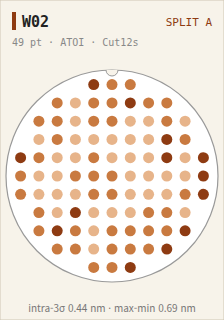 W02 SPLIT A
49 pt · ATOI · Cut12s
intra-3σ 0.44 nm · max-min 0.69 nm